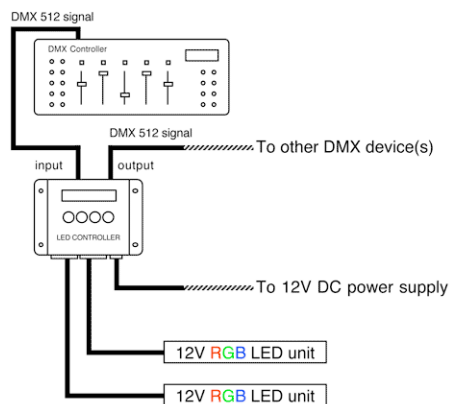 DMX 512 signal
DMX Controller
DMX 512 signal
To other DMX device(s)
input
output
LED CONTROLLER
To 12V DC power supply
12V RGB LED unit
12V RGB LED unit